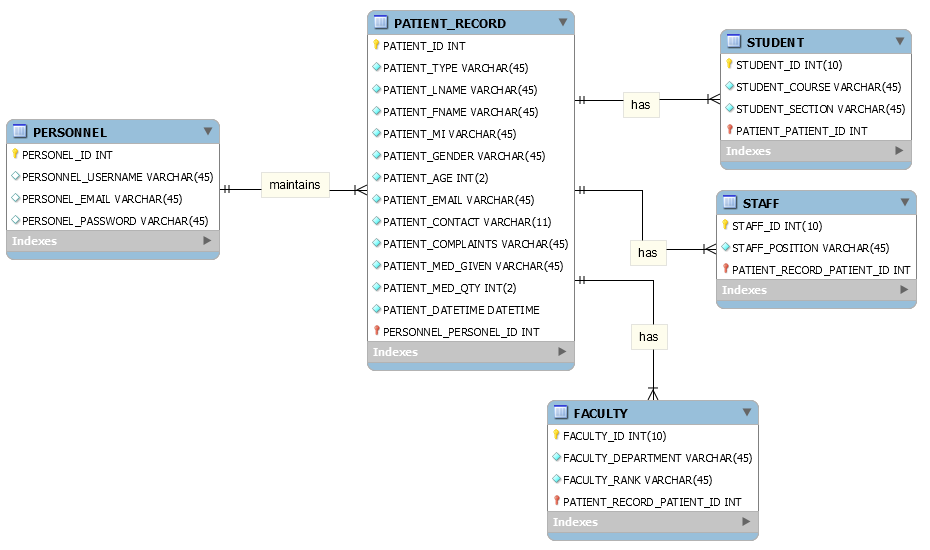 PERSONNEL
PERSONEL_ID INT
PERSONNEL_USERNAME VARCHAR(45)
PERSONEL_EMAIL VARCHAR(45)
PERSONEL_PASSWORD VARCHAR(45)
Indexes
maintains
PATIENT_RECORD
PATIENT_ID INT
PATIENT_TYPE VARCHAR(45)
PATIENT_LNAME VARCHAR(45)
PATIENT_FNAME VARCHAR(45)
PATIENT_MI VARCHAR(45)
PATIENT_GENDER VARCHAR(45)
PATIENT_AGE INT(2)
PATIENT_EMAIL VARCHAR(45)
PATIENT_CONTACT VARCHAR(11)
PATIENT_COMPLAINTS VARCHAR(45)
PATIENT_MED_GIVEN VARCHAR(45)
PATIENT_MED_QTY INT(2)
PATIENT_DATETIME DATETIME
PERSONNEL_PERSONEL_ID INT
Indexes
has
STUDENT
STUDENT_ID INT(10)
STUDENT_COURSE VARCHAR(45)
STUDENT_SECTION VARCHAR(45)
PATIENT_PATIENT_ID INT
Indexes
has
STAFF
STAFF_ID INT(10)
STAFF_POSITION VARCHAR(45)
PATIENT_RECORD_PATIENT_ID INT
Indexes
has
FACULTY
FACULTY_ID INT(10)
FACULTY_DEPARTMENT VARCHAR(45)
FACULTY_RANK VARCHAR(45)
PATIENT_RECORD_PATIENT_ID INT
Indexes